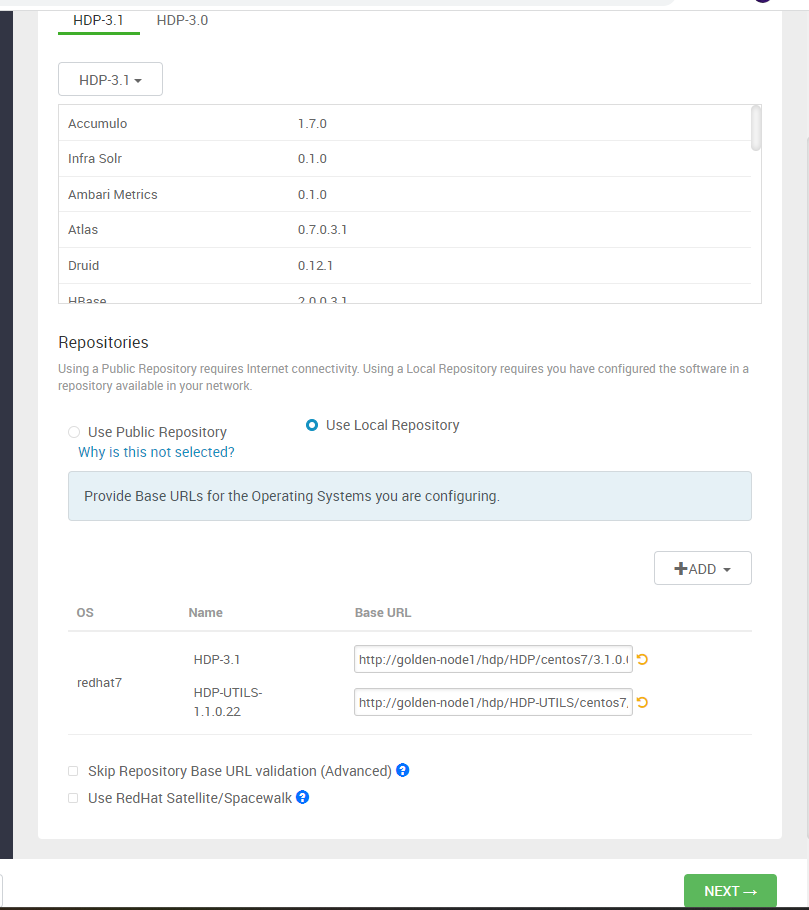 HDP-3.1 HDP-3.0
HDP-3.1
Accumulo 1.7.0
Infra Solr 0.1.0
Ambari Metrics 0.1.0
Atlas 0.7.0.3.1
Druid 0.12.1
HBase 2.0.0.3.1
Repositories
Using a Public Repository requires Internet connectivity. Using a Local Repository requires you have configured the software in a
repository available in your network.
Use Public Repository Use Local Repository
Why is this not selected?
Provide Base URLs for the Operating Systems you are configuring.
ADD
OS Name Base URL
redhat7
HDP-3.1 http://golden-node1/hdp/HDP/centos7/3.1.0.
HDP-UTILS-
1.1.0.22
http://golden-node1/hdp/HDP-UTILS/centos7
Skip Repository Base URL validation (Advanced) ?
Use RedHat Satellite/Spacewalk ?
NEXT →